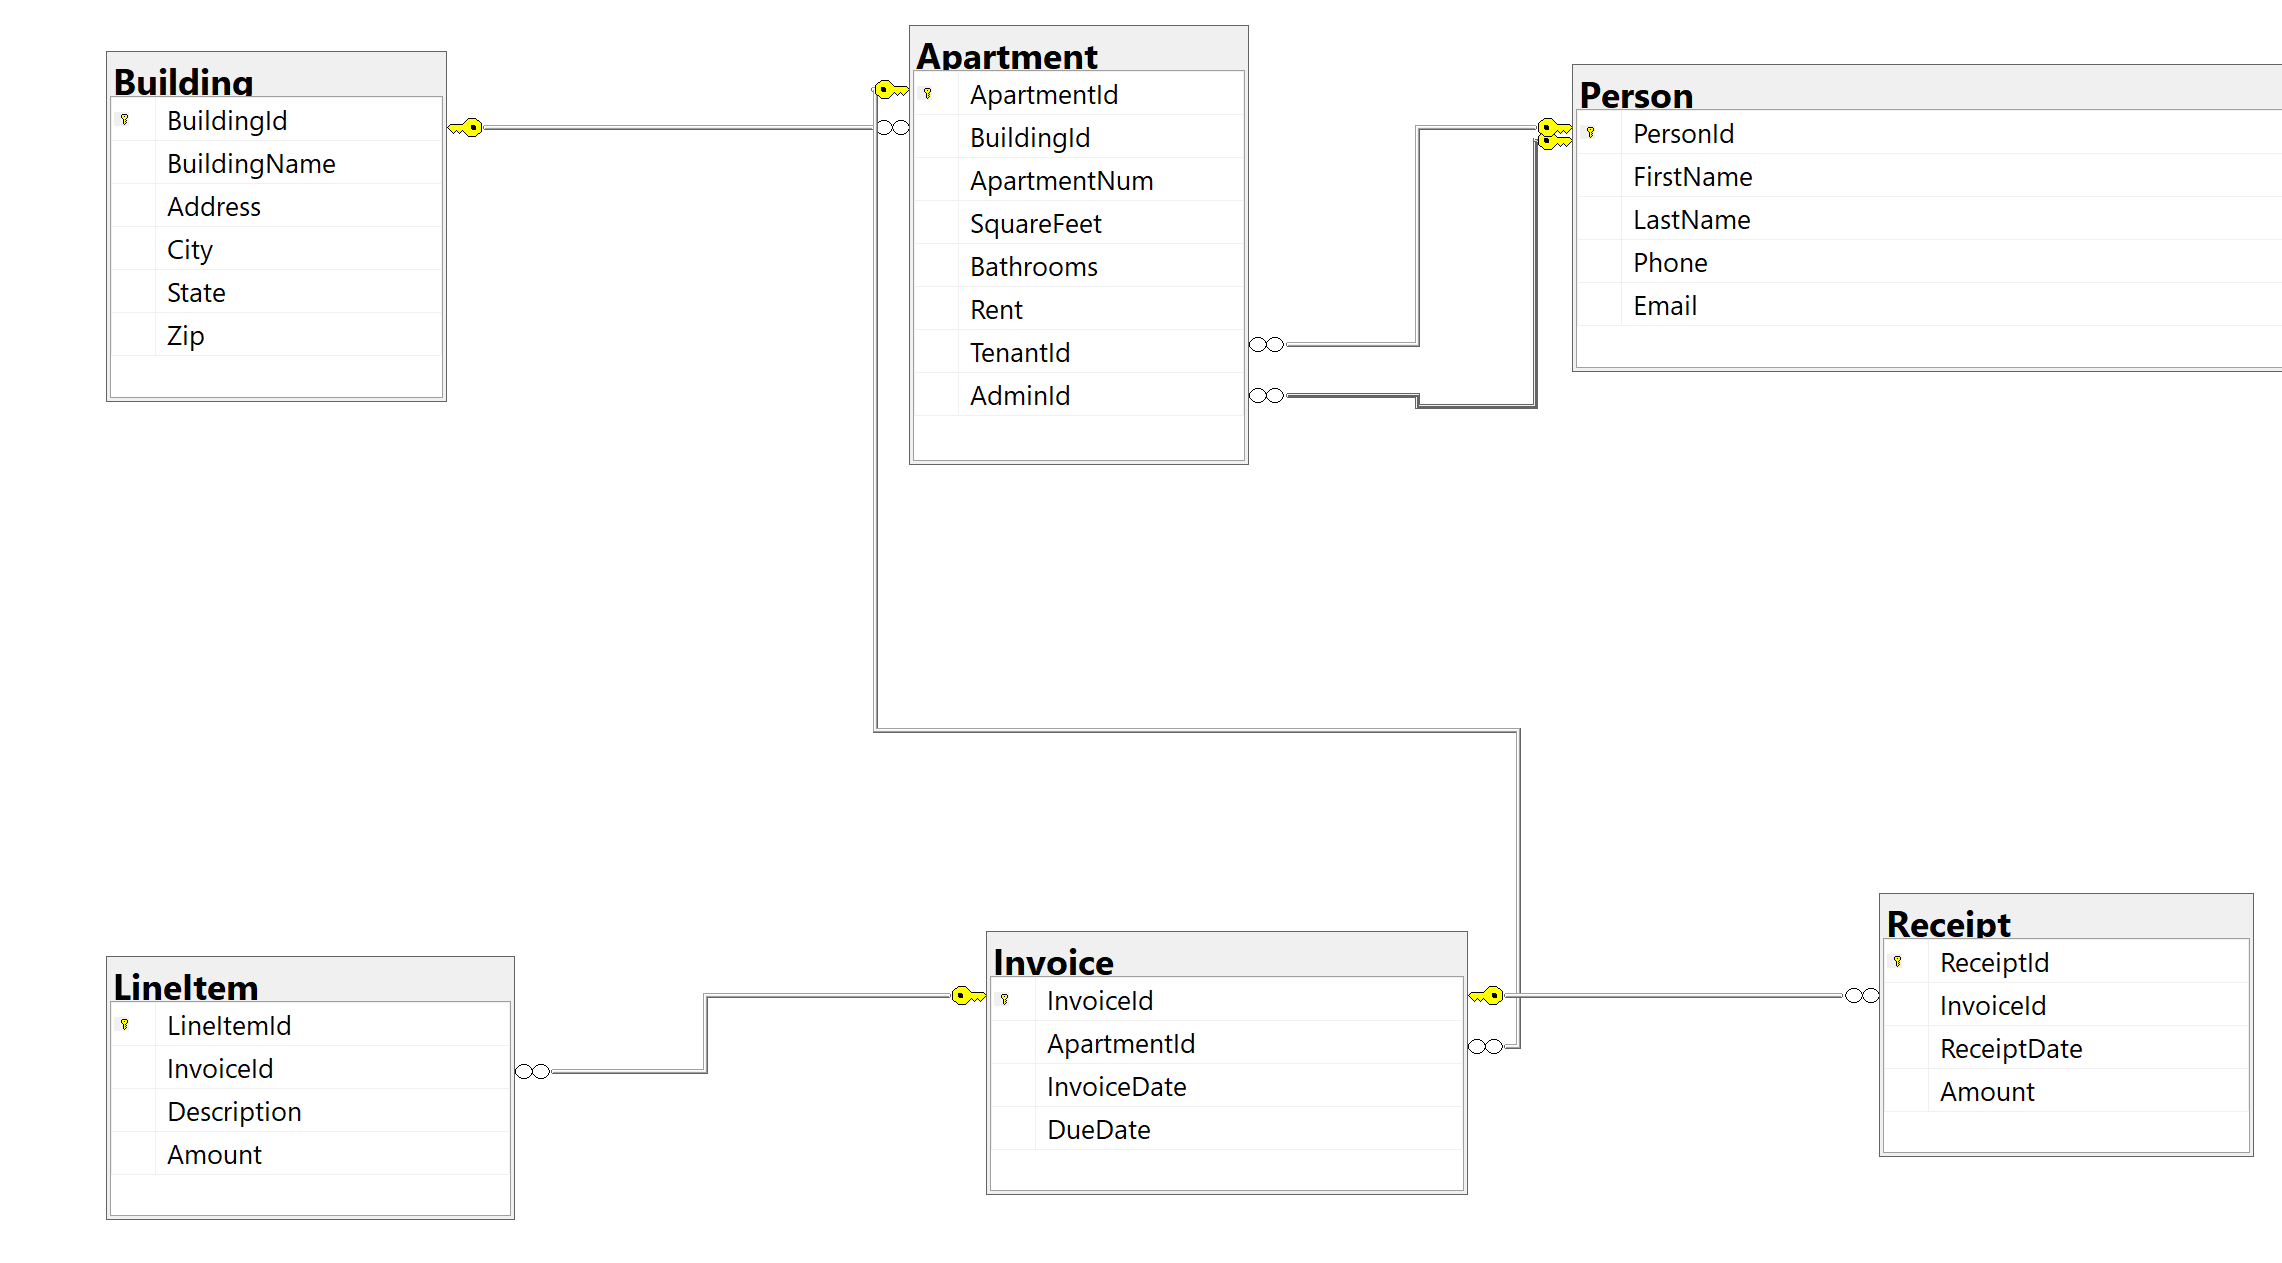 Building
BuildingId
BuildingName
Address
City
State
Zip
Apartment
ApartmentId
BuildingId
ApartmentNum
SquareFeet
Bathrooms
Rent
TenantId
AdminId
Person
PersonId
FirstName
LastName
Phone
Email
LineItem
LineItemId
InvoiceId
Description
Amount
Invoice
InvoiceId
ApartmentId
InvoiceDate
DueDate
Receipt
ReceiptId
InvoiceId
ReceiptDate
Amount